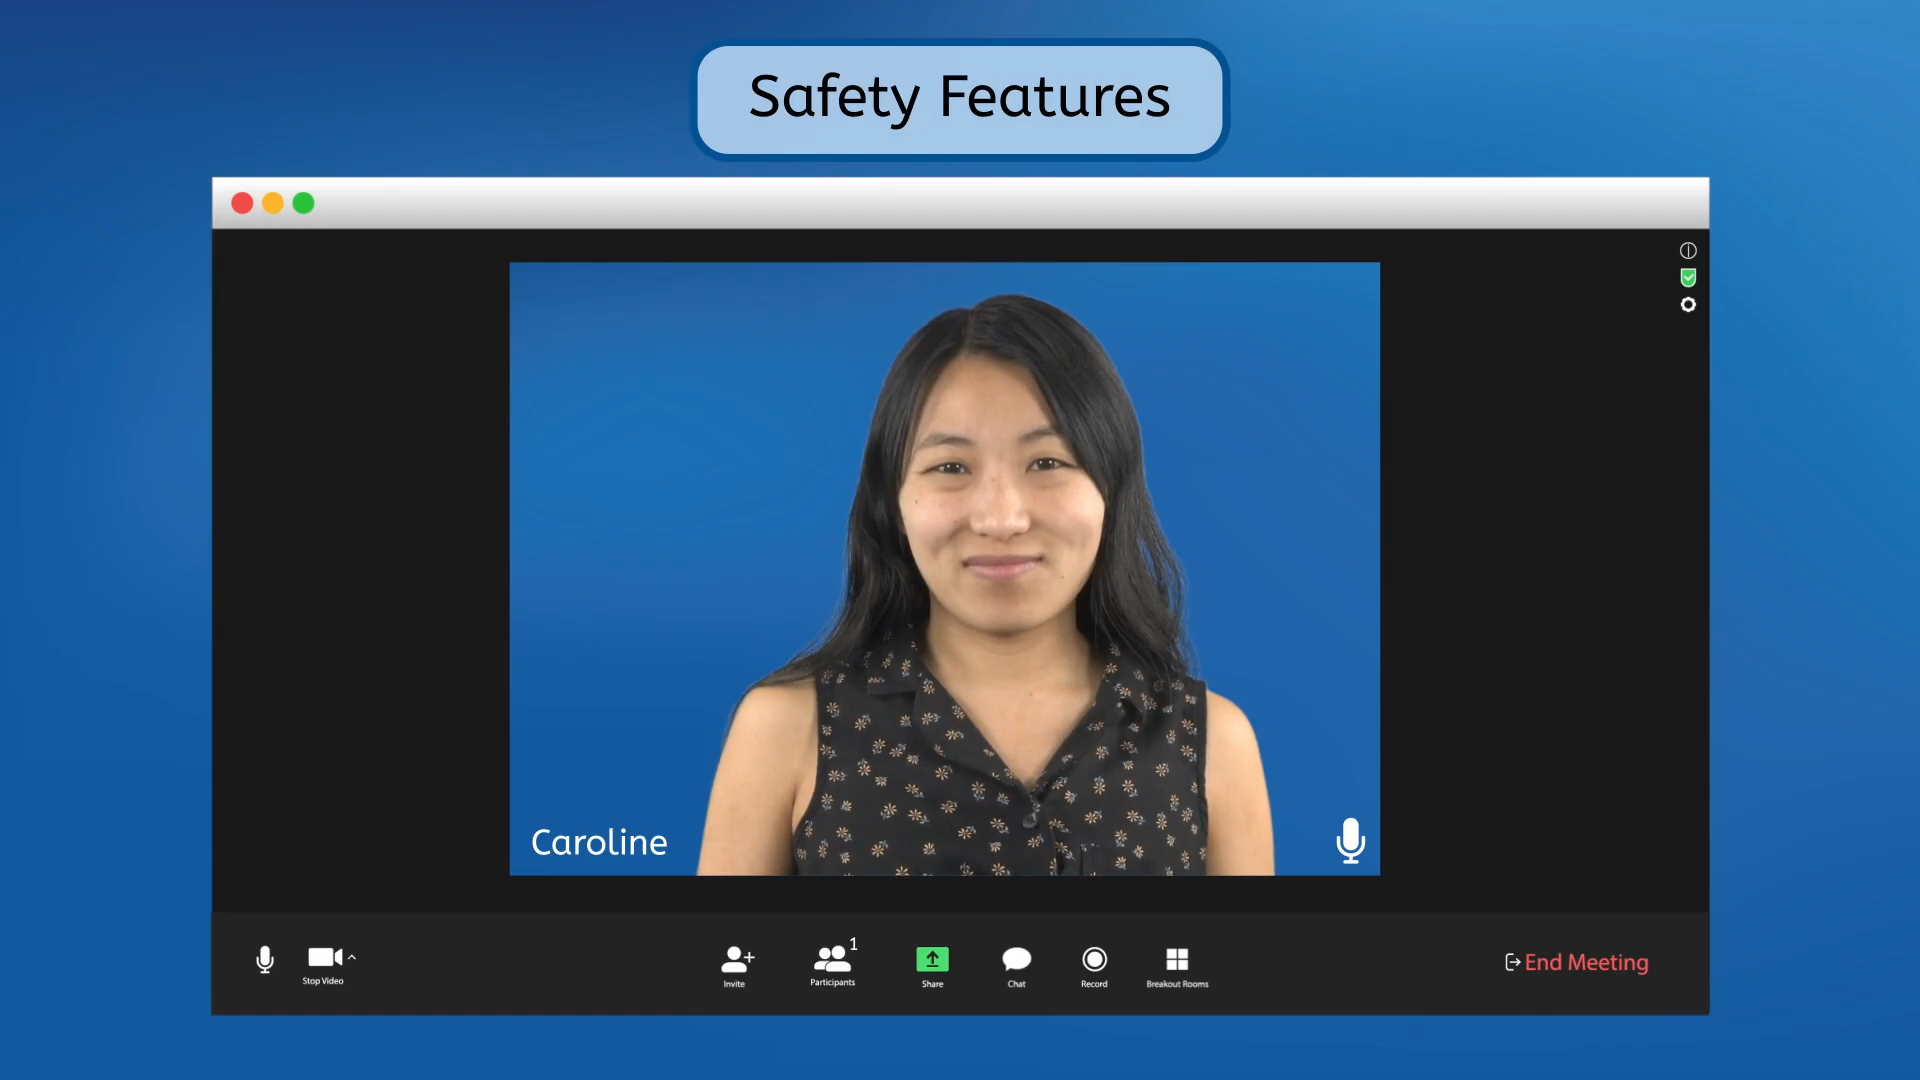 Safety Features
Caroline
Stop Video
Invite
1
Participants
Share
Chat
Record
Breakout Rooms
End Meeting